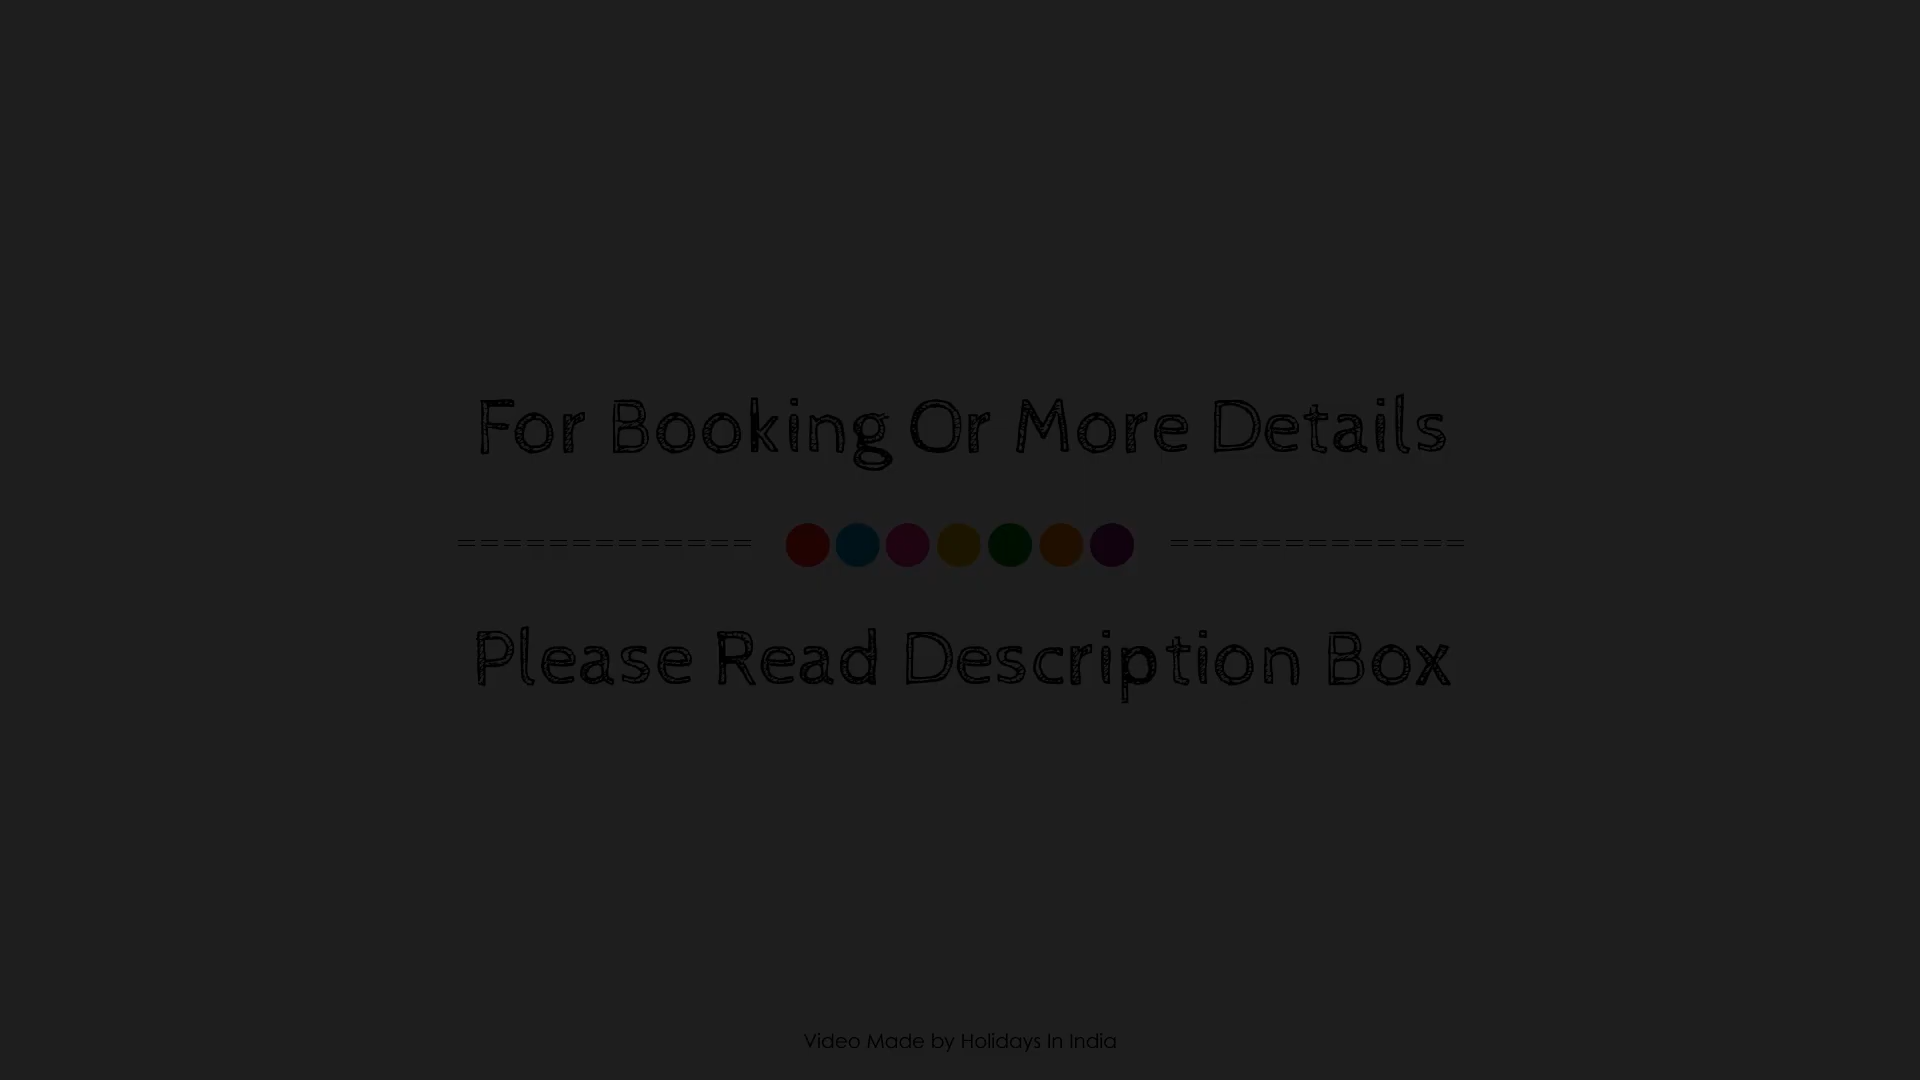 For Booking Or More Details
============= =============
Please Read Description Box
Video Made by Holidays In India